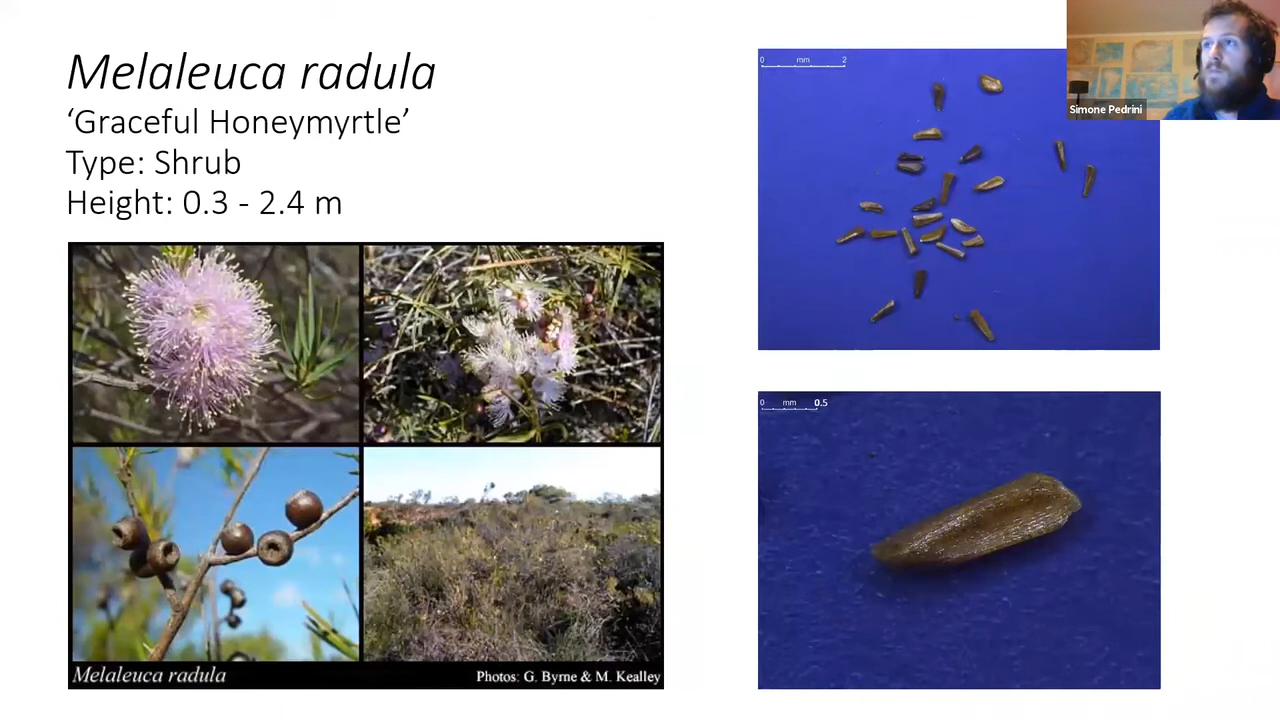 Melaleuca radula
‘Graceful Honeymyrtle’
Type: Shrub
Height: 0.3 - 2.4 m
Melaleuca radula
Photos: G. Byrne & M. Kealley
0 mm 2
0 mm 0.5
Simone Pedrini